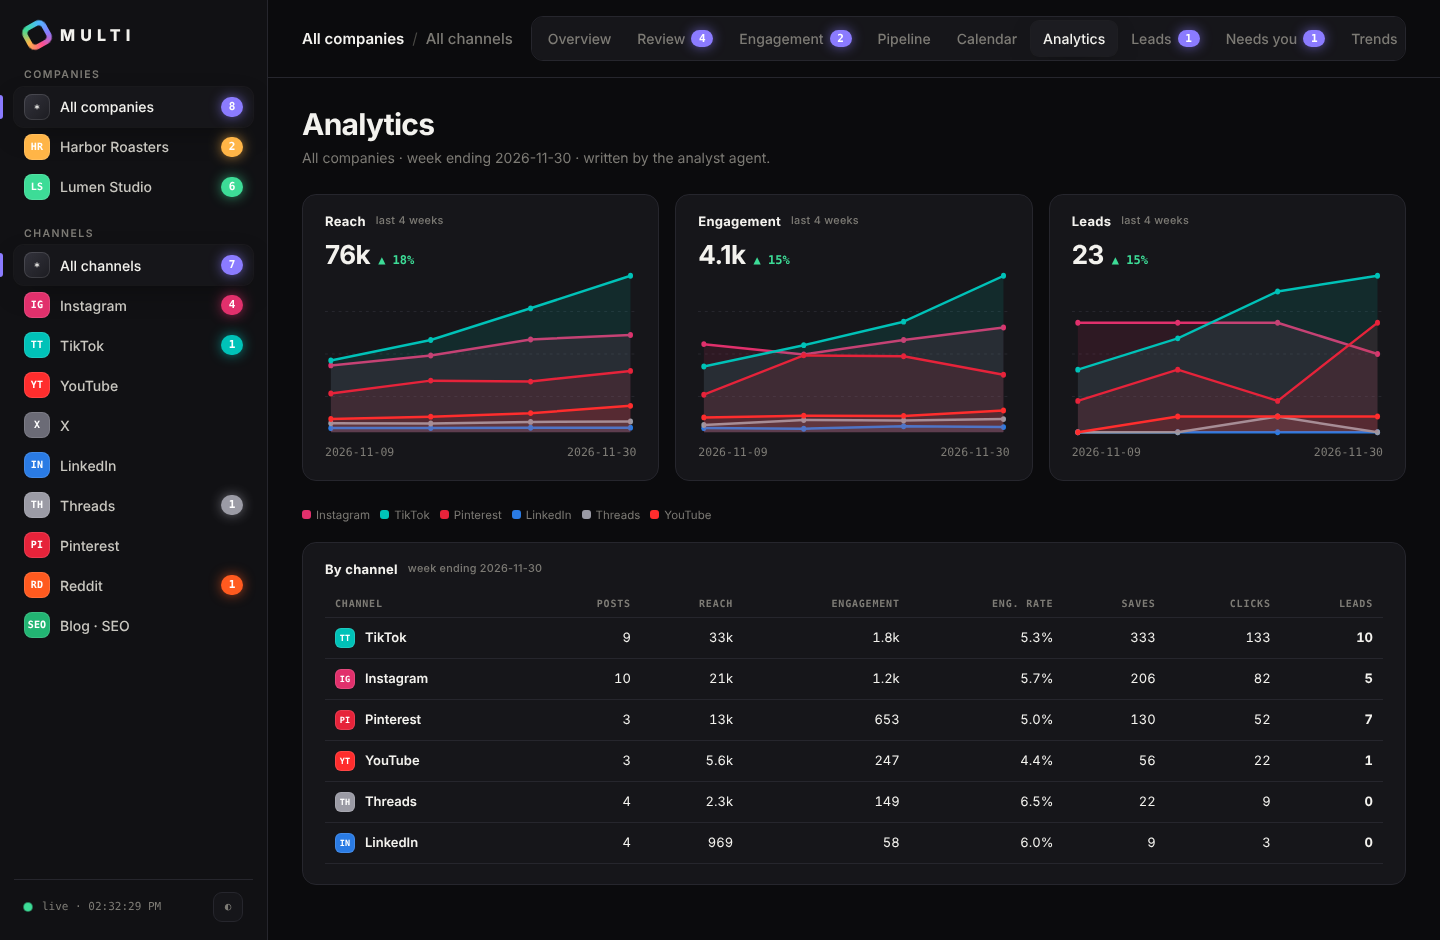 MULTI
COMPANIES
* All companies 8
HR Harbor Roasters 2
LS Lumen Studio 6
CHANNELS
* All channels 7
IG Instagram 4
TT TikTok 1
YT YouTube
X X
IN LinkedIn
TH Threads 1
PI Pinterest
RD Reddit 1
SEO Blog · SEO
live · 02:32:29 PM
All companies / All channels
Overview Review 4 Engagement 2 Pipeline Calendar Analytics Leads 1 Needs you 1 Trends
Analytics
All companies · week ending 2026-11-30 · written by the analyst agent.
Reach last 4 weeks
76k ▲ 18%
2026-11-09 2026-11-30
Engagement last 4 weeks
4.1k ▲ 15%
2026-11-09 2026-11-30
Leads last 4 weeks
23 ▲ 15%
2026-11-09 2026-11-30
Instagram TikTok Pinterest LinkedIn Threads YouTube
By channel week ending 2026-11-30
CHANNEL POSTS REACH ENGAGEMENT ENG. RATE SAVES CLICKS LEADS
TT TikTok 9 33k 1.8k 5.3% 333 133 10
IG Instagram 10 21k 1.2k 5.7% 206 82 5
PI Pinterest 3 13k 653 5.0% 130 52 7
YT YouTube 3 5.6k 247 4.4% 56 22 1
TH Threads 4 2.3k 149 6.5% 22 9 0
IN LinkedIn 4 969 58 6.0% 9 3 0